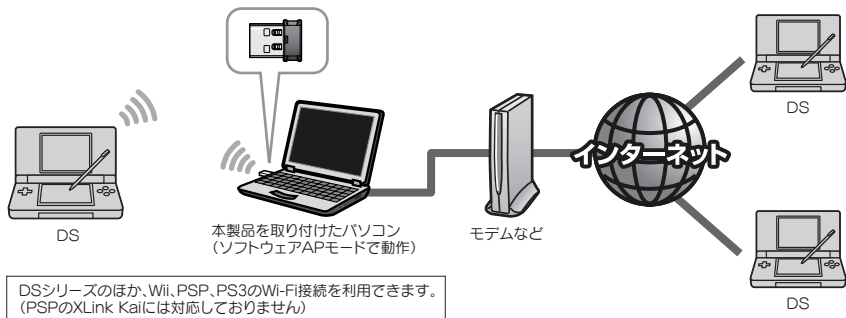 DS
インターネット
DS
本製品を取り付けたパソコン
（ソフトウェアAPモードで動作）
モデムなど
DS
DSシリーズのほか、Wii、PSP、PS3のWi-Fi接続を利用できます。
（PSPのXLink Kaiには対応しておりません）